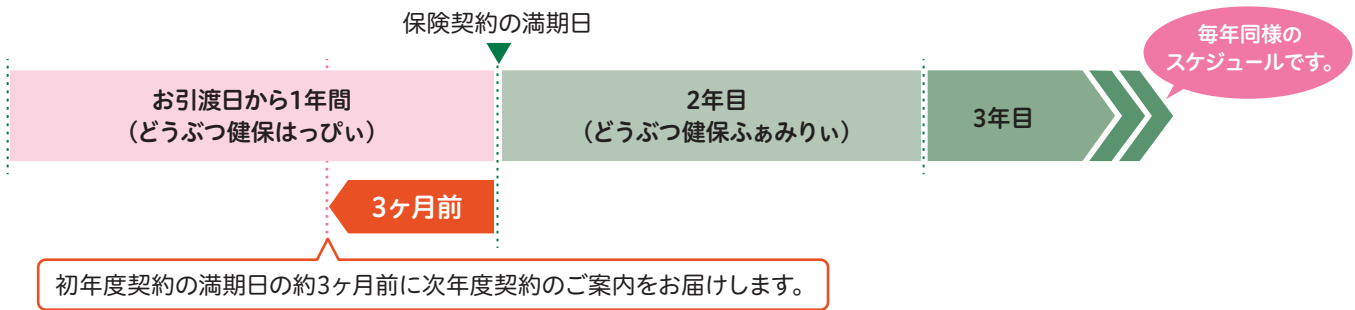 保険契約の満期日
毎年同様の
スケジュールです。
お引渡日から1年間
（どうぶつ健保はっぴぃ）
2年目
（どうぶつ健保ふぁみりぃ）
3年目
3ヶ月前
初年度契約の満期日の約3ヶ月前に次年度契約のご案内をお届けします。